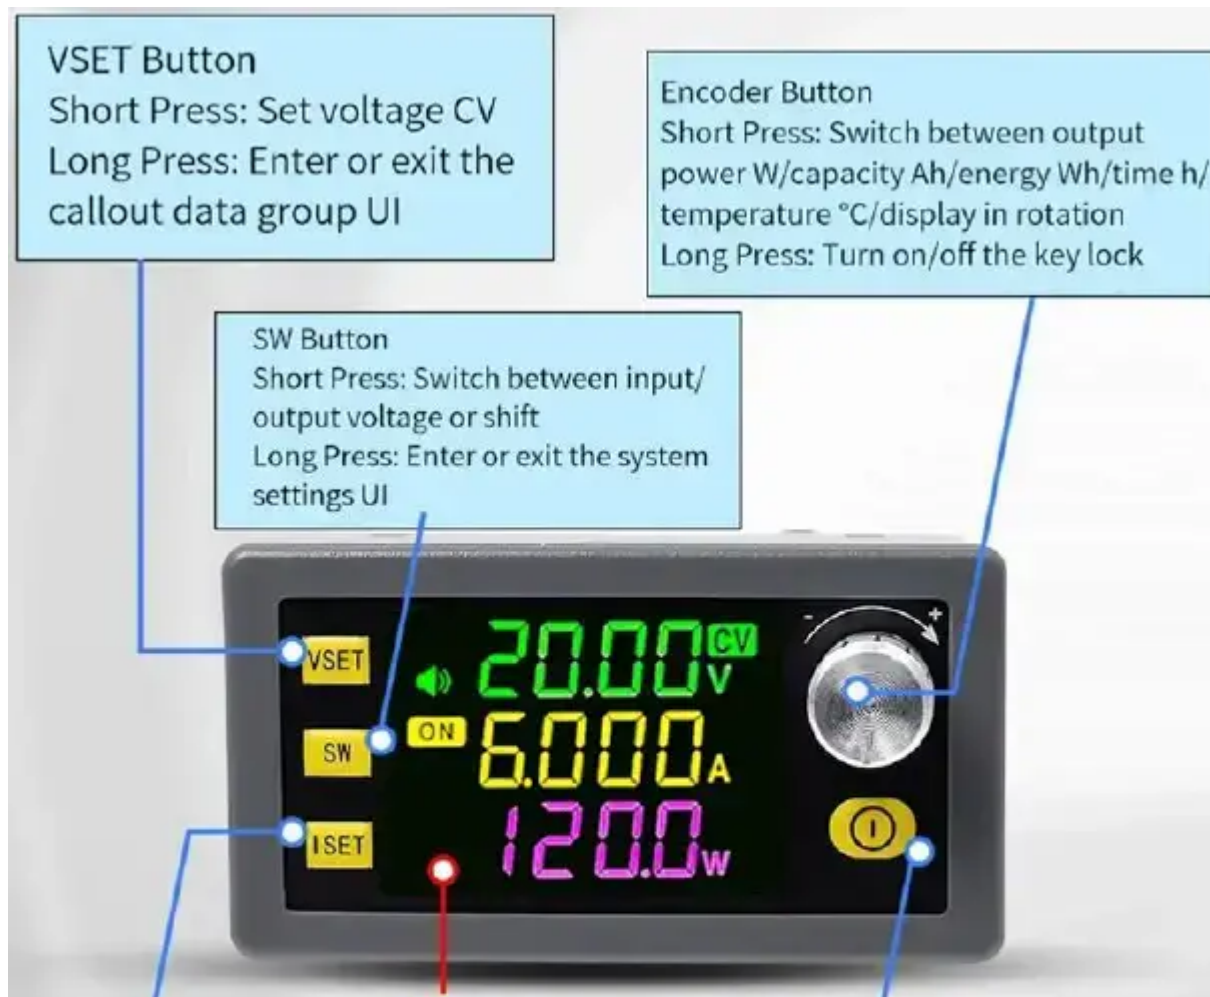 VSET Button
Short Press: Set voltage CV
Long Press: Enter or exit the
callout data group UI
Encoder Button
Short Press: Switch between output
power W/capacity Ah/energy Wh/time h/
temperature °C/display in rotation
Long Press: Turn on/off the key lock
SW Button
Short Press: Switch between input/
output voltage or shift
Long Press: Enter or exit the system
settings UI
VSET
SW
ISET
20.00 CV
V
ON
6.000 A
120.0 W
- +